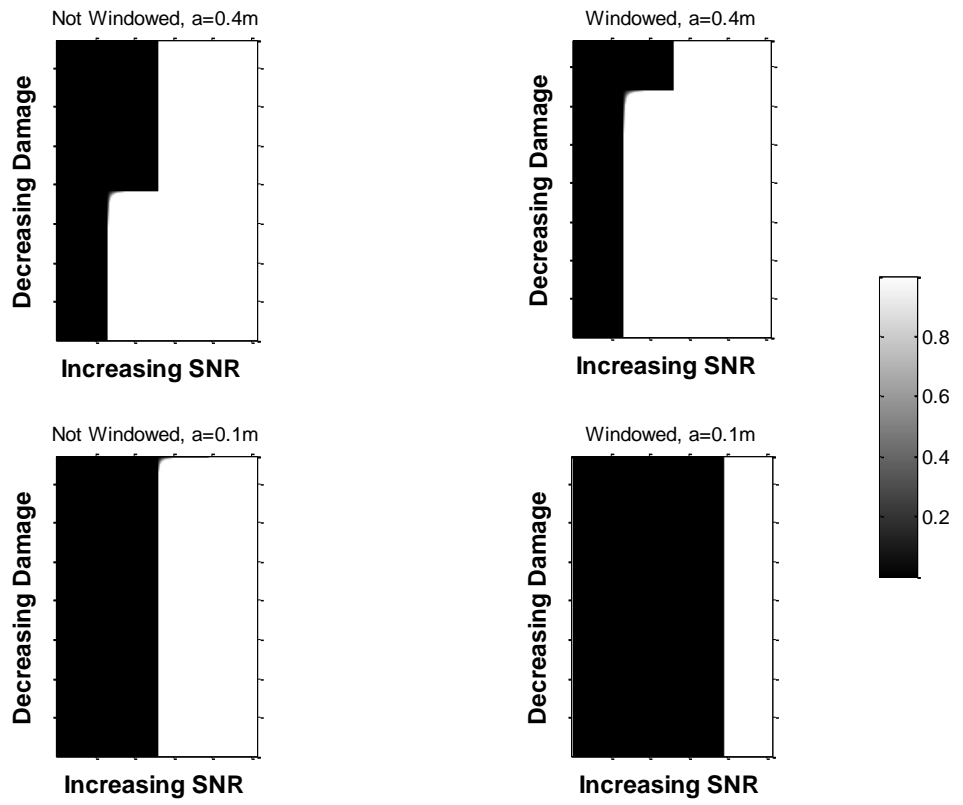 Not Windowed, a=0.4m
Decreasing Damage
Increasing SNR
Windowed, a=0.4m
Decreasing Damage
Increasing SNR
Not Windowed, a=0.1m
Decreasing Damage
Increasing SNR
Windowed, a=0.1m
Decreasing Damage
Increasing SNR
0.8
0.6
0.4
0.2